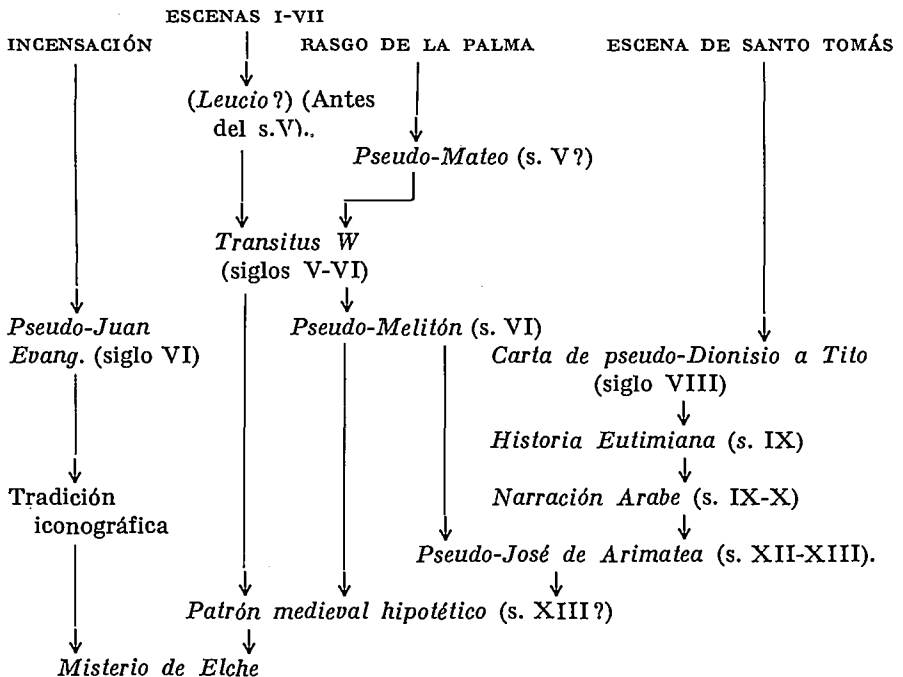 ESCENAS I-VII
INCENSACIÓN RASGO DE LA PALMA ESCENA DE SANTO TOMÁS
(Leucio?) (Antes
del s.V)..
Pseudo-Mateo (s. V?)
Transitus W
(siglos V-VI)
Pseudo-Juan Pseudo-Melitón (s. VI)
Evang. (siglo VI) Carta de pseudo-Dionisio a Tito
(siglo VIII)
Historia Eutimiana (s. IX)
Tradición Narración Arabe (s. IX-X)
iconográfica
Pseudo-José de Arimatea (s. XII-XIII).
Patrón medieval hipotético (s. XIII?)
Misterio de Elche